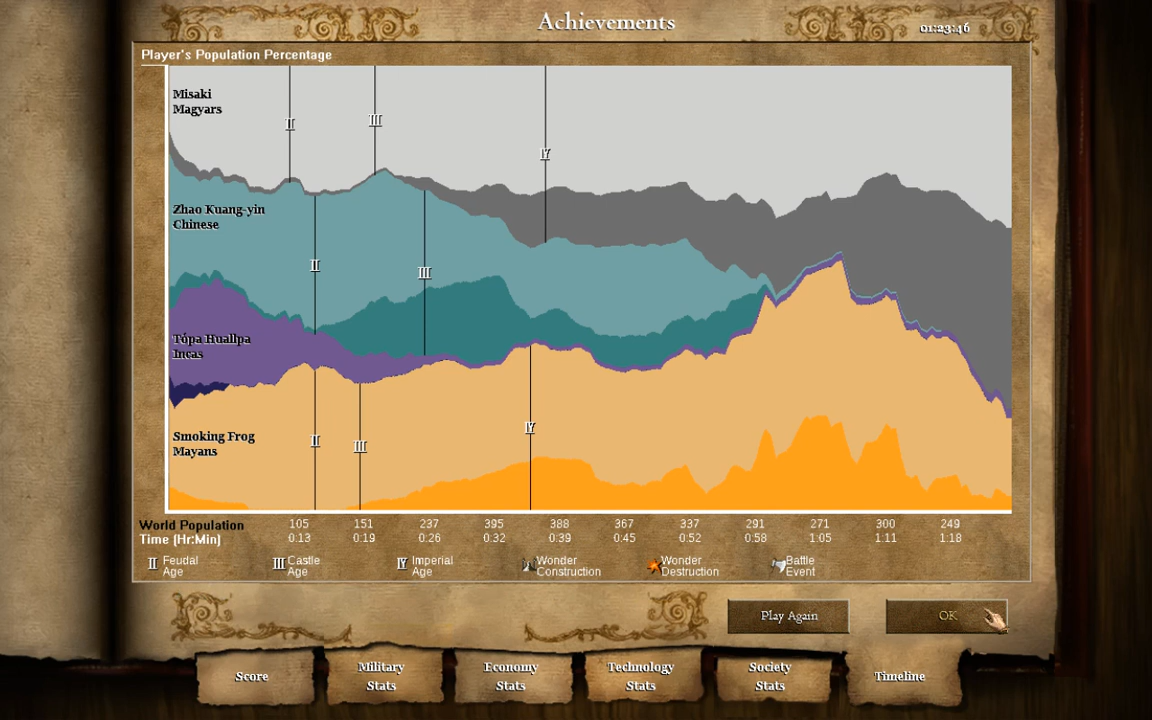 Achievements
01:23:46
Player's Population Percentage
Misaki
Magyars
II
III
IV
Zhao Kuang-yin
Chinese
II
III
Túpa Huallpa
Incas
Smoking Frog
Mayans
II
III
IV
World Population 105 151 237 395 388 367 337 291 271 300 249
Time (Hr:Min) 0:13 0:19 0:26 0:32 0:39 0:45 0:52 0:58 1:05 1:11 1:18
II Feudal Age
III Castle Age
IV Imperial Age
Wonder Construction
Wonder Destruction
Battle Event
Play Again
OK
Score
Military Stats
Economy Stats
Technology Stats
Society Stats
Timeline